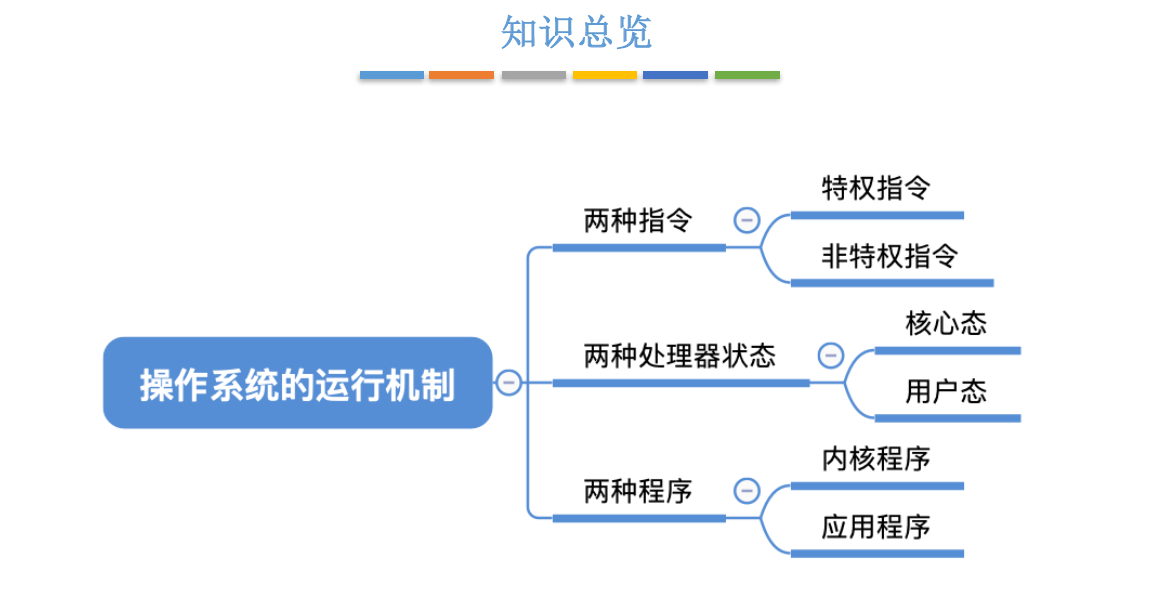 知识总览
操作系统的运行机制
两种指令
特权指令
非特权指令
两种处理器状态
核心态
用户态
两种程序
内核程序
应用程序